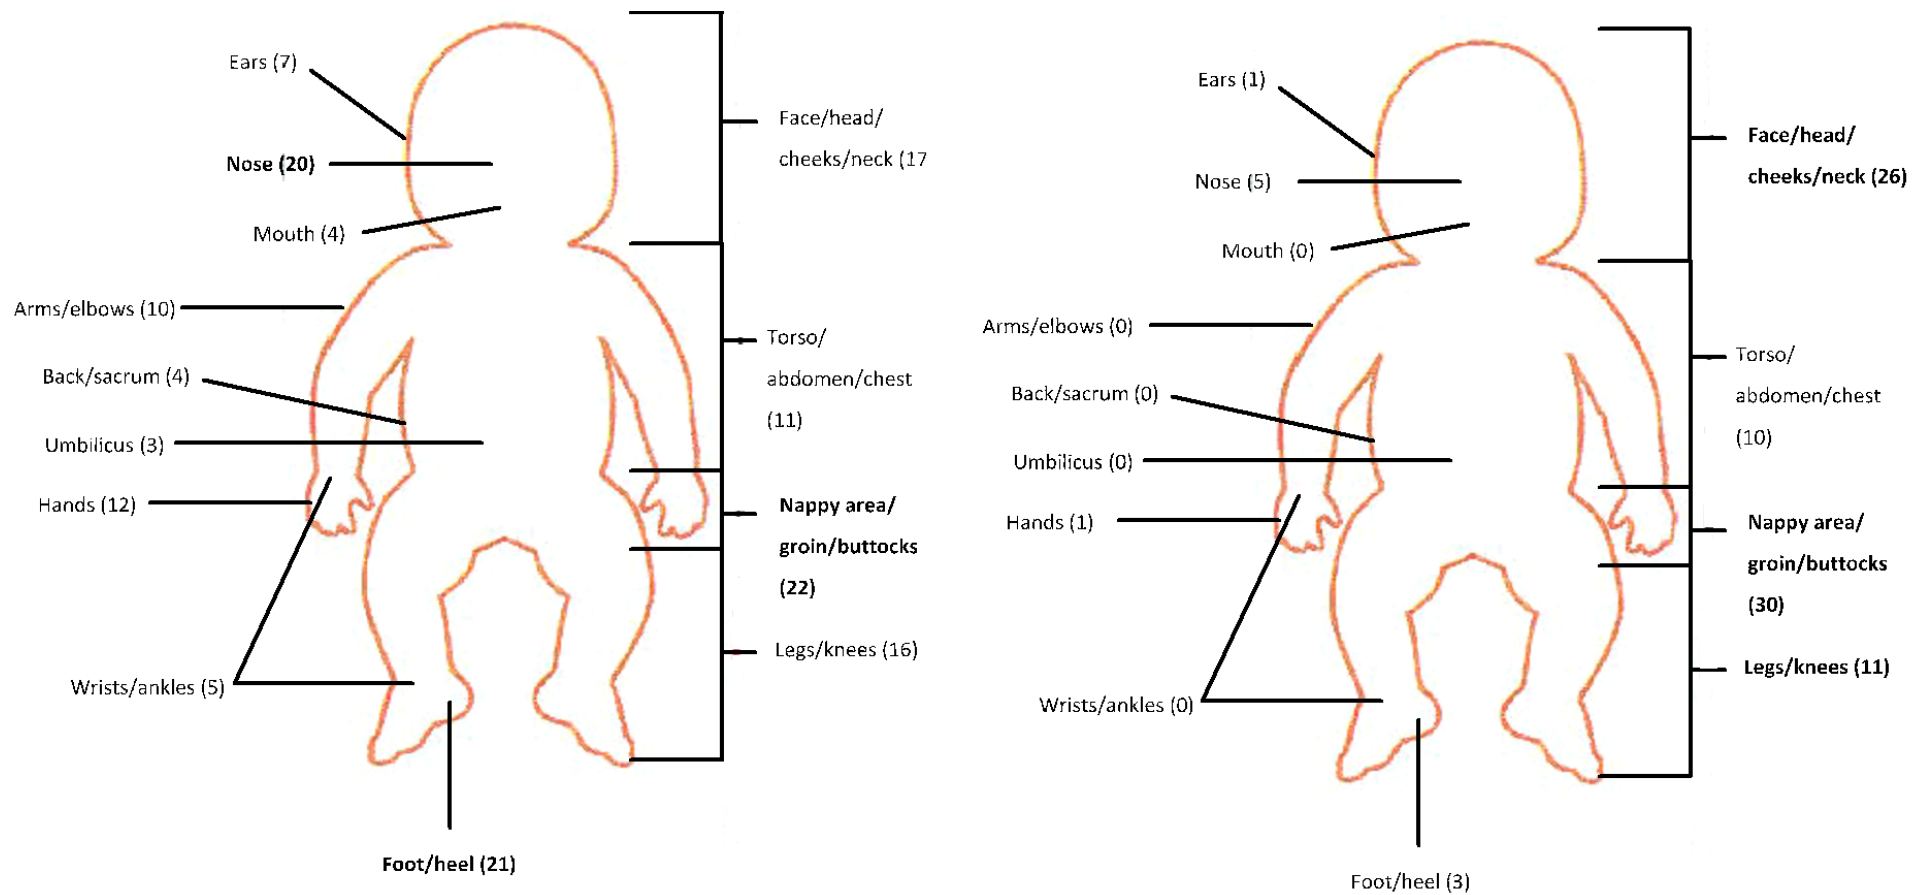 Ears (7)
Nose (20)
Mouth (4)
Arms/elbows (10)
Back/sacrum (4)
Umbilicus (3)
Hands (12)
Wrists/ankles (5)
Foot/heel (21)
Face/head/
cheeks/neck (17
Torso/
abdomen/chest
(11)
Nappy area/
groin/buttocks
(22)
Legs/knees (16)
Ears (1)
Nose (5)
Mouth (0)
Arms/elbows (0)
Back/sacrum (0)
Umbilicus (0)
Hands (1)
Wrists/ankles (0)
Foot/heel (3)
Face/head/
cheeks/neck (26)
Torso/
abdomen/chest
(10)
Nappy area/
groin/buttocks
(30)
Legs/knees (11)